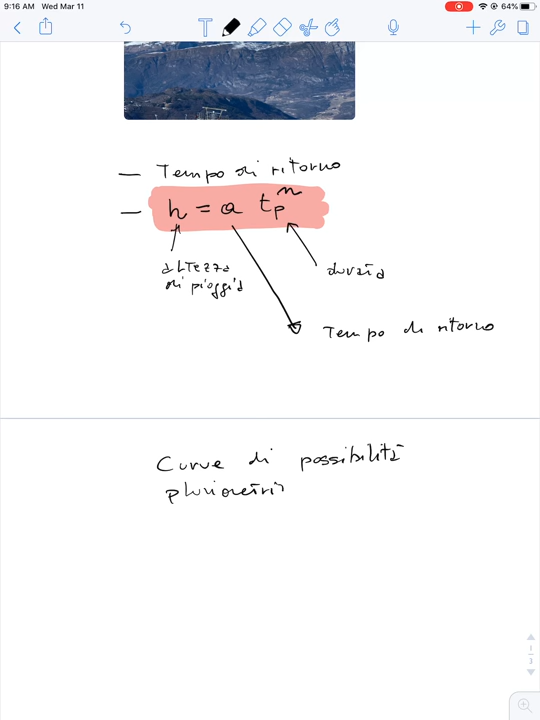 9:16 AM Wed Mar 11
64%
— Tempo di ritorno
— h = a tp^n
altezza di pioggia
durata
Tempo di ritorno
Curve di possibilità
pluviometri
1
3